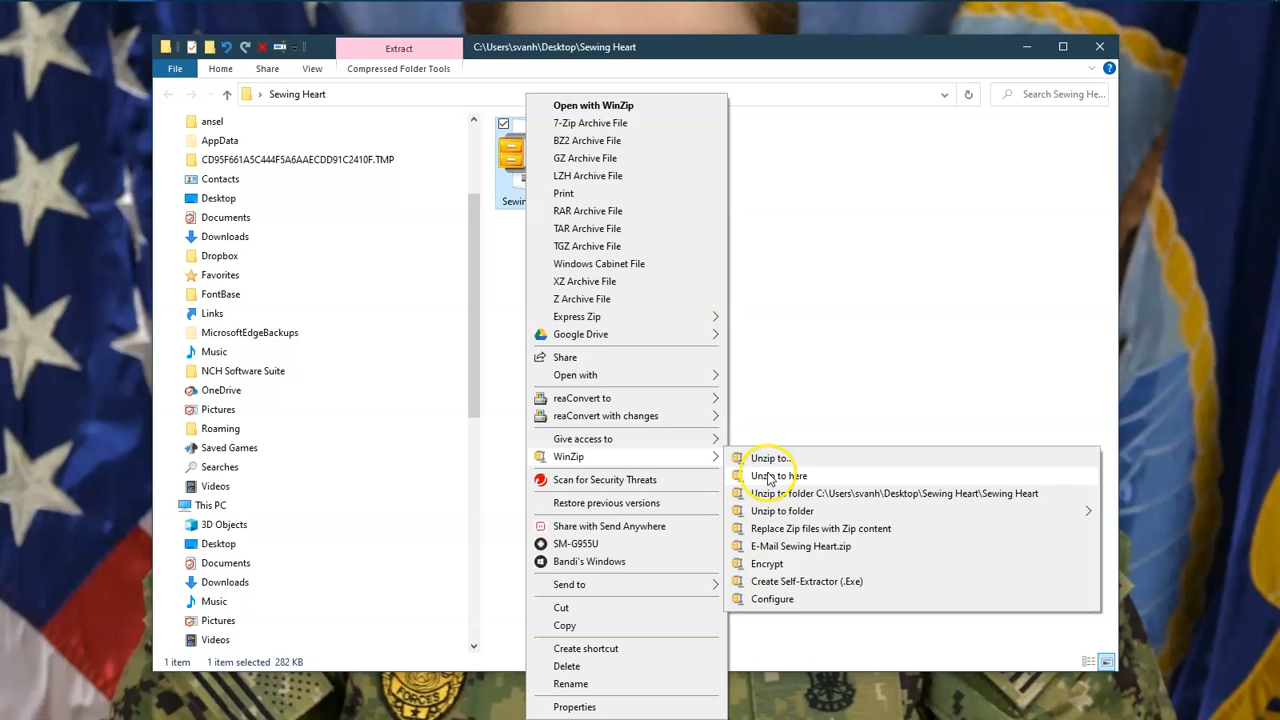 Extract
C:\Users\svanh\Desktop\Sewing Heart
File
Home
Share
View
Compressed Folder Tools
Sewing Heart
Search Sewing He...
ansel
AppData
CD95F661A5C444F5A6AAECDD91C2410F.TMP
Contacts
Desktop
Documents
Downloads
Dropbox
Favorites
FontBase
Links
MicrosoftEdgeBackups
Music
NCH Software Suite
OneDrive
Pictures
Roaming
Saved Games
Searches
Videos
This PC
3D Objects
Desktop
Documents
Downloads
Music
Pictures
Videos
1 item
1 item selected 282 KB
Sewin
Open with WinZip
7-Zip Archive File
BZ2 Archive File
GZ Archive File
LZH Archive File
Print
RAR Archive File
TAR Archive File
TGZ Archive File
Windows Cabinet File
XZ Archive File
Z Archive File
Express Zip
Google Drive
Share
Open with
reaConvert to
reaConvert with changes
Give access to
WinZip
Scan for Security Threats
Restore previous versions
Share with Send Anywhere
SM-G955U
Bandi's Windows
Send to
Cut
Copy
Create shortcut
Delete
Rename
Properties
Unzip to...
Unzip to here
Unzip to folder C:\Users\svanh\Desktop\Sewing Heart\Sewing Heart
Unzip to folder
Replace Zip files with Zip content
E-Mail Sewing Heart.zip
Encrypt
Create Self-Extractor (.Exe)
Configure